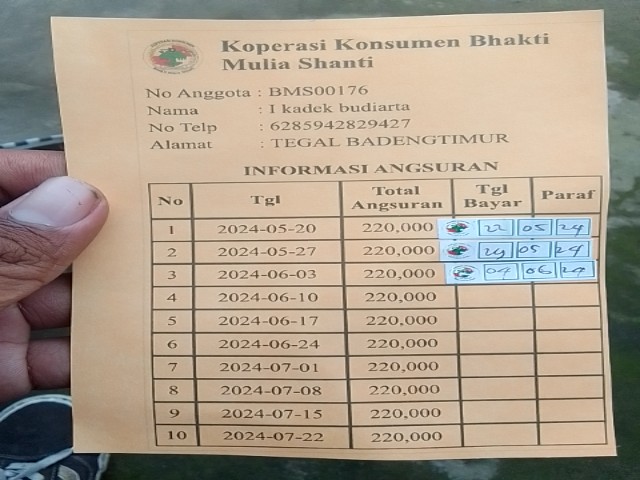 Koperasi Konsumen Bhakti
Mulia Shanti
No Anggota : BMS00176
Nama : I kadek budiarta
No Telp : 6285942829427
Alamat : TEGAL BADENGTIMUR
INFORMASI ANGSURAN
No Tgl Total Angsuran Tgl Bayar Paraf
1 2024-05-20 220,000 22 05 24
2 2024-05-27 220,000 05 24
3 2024-06-03 220,000 04 06 24
4 2024-06-10 220,000
5 2024-06-17 220,000
6 2024-06-24 220,000
7 2024-07-01 220,000
8 2024-07-08 220,000
9 2024-07-15 220,000
10 2024-07-22 220,000